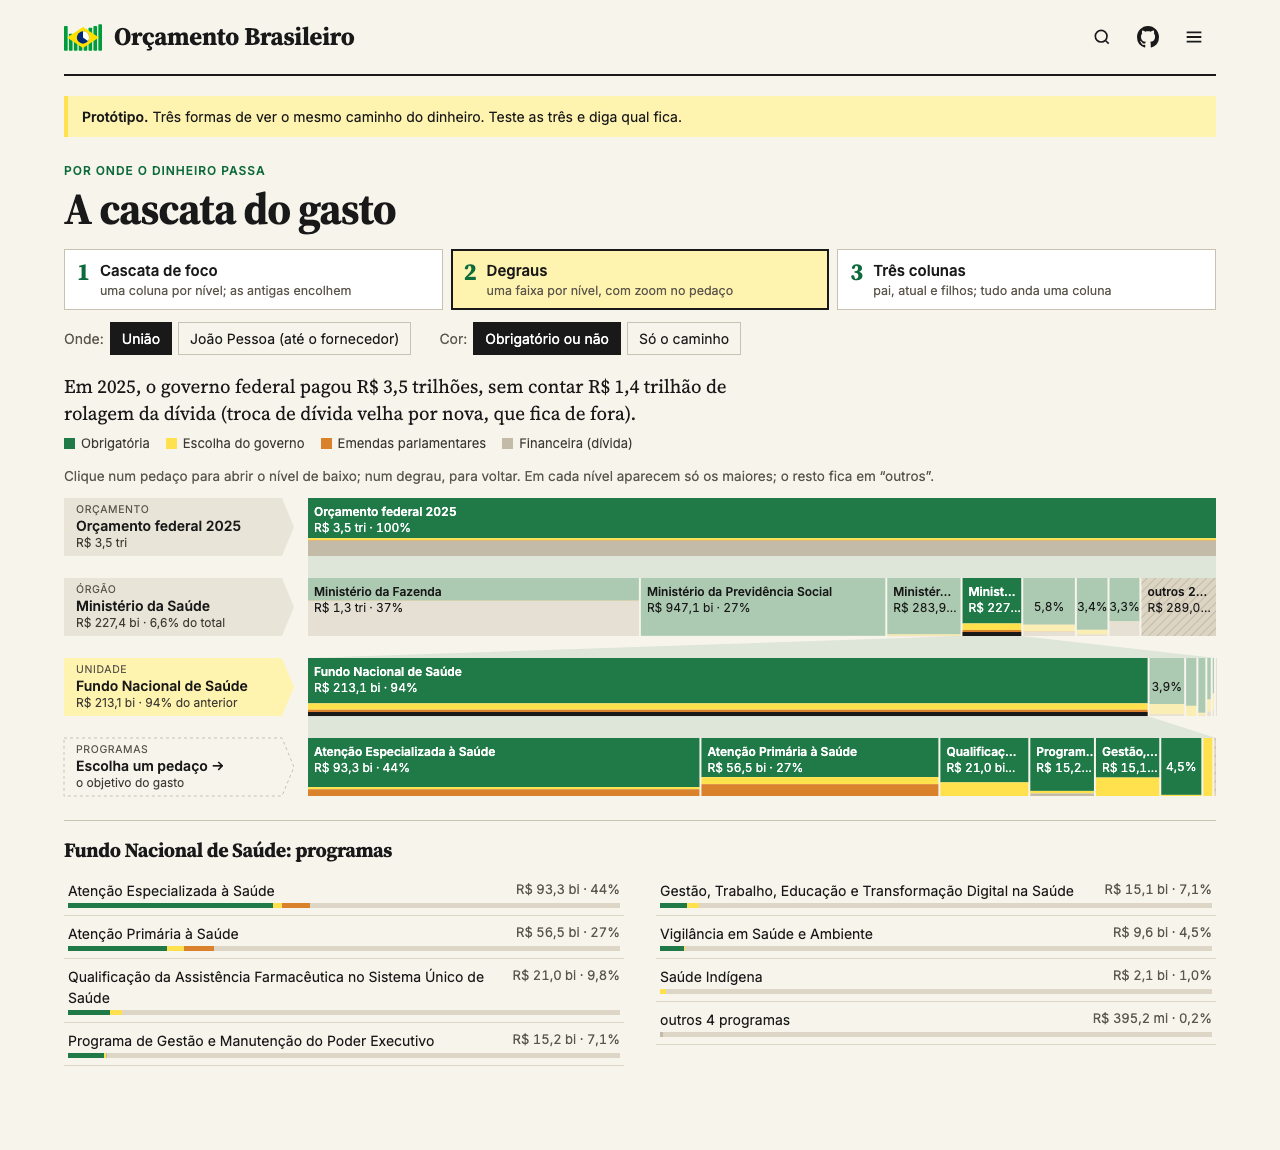 Orçamento Brasileiro
Protótipo. Três formas de ver o mesmo caminho do dinheiro. Teste as três e diga qual fica.
POR ONDE O DINHEIRO PASSA
A cascata do gasto
1 Cascata de foco
uma coluna por nível; as antigas encolhem
2 Degraus
uma faixa por nível, com zoom no pedaço
3 Três colunas
pai, atual e filhos; tudo anda uma coluna
Onde: União João Pessoa (até o fornecedor) Cor: Obrigatório ou não Só o caminho
Em 2025, o governo federal pagou R$ 3,5 trilhões, sem contar R$ 1,4 trilhão de
rolagem da dívida (troca de dívida velha por nova, que fica de fora).
Obrigatória Escolha do governo Emendas parlamentares Financeira (dívida)
Clique num pedaço para abrir o nível de baixo; num degrau, para voltar. Em cada nível aparecem só os maiores; o resto fica em “outros”.
ORÇAMENTO
Orçamento federal 2025
R$ 3,5 tri
Orçamento federal 2025
R$ 3,5 tri · 100%
ÓRGÃO
Ministério da Saúde
R$ 227,4 bi · 6,6% do total
Ministério da Fazenda
R$ 1,3 tri · 37%
Ministério da Previdência Social
R$ 947,1 bi · 27%
Ministér...
R$ 283,9...
Minist...
R$ 227...
5,8%
3,4%
3,3%
outros 2...
R$ 289,0...
UNIDADE
Fundo Nacional de Saúde
R$ 213,1 bi · 94% do anterior
Fundo Nacional de Saúde
R$ 213,1 bi · 94%
3,9%
PROGRAMAS
Escolha um pedaço →
o objetivo do gasto
Atenção Especializada à Saúde
R$ 93,3 bi · 44%
Atenção Primária à Saúde
R$ 56,5 bi · 27%
Qualificaç...
R$ 21,0 bi...
Program...
R$ 15,2...
Gestão,...
R$ 15,1...
4,5%
Fundo Nacional de Saúde: programas
Atenção Especializada à Saúde R$ 93,3 bi · 44%
Atenção Primária à Saúde R$ 56,5 bi · 27%
Qualificação da Assistência Farmacêutica no Sistema Único de R$ 21,0 bi · 9,8%
Saúde
Programa de Gestão e Manutenção do Poder Executivo R$ 15,2 bi · 7,1%
Gestão, Trabalho, Educação e Transformação Digital na Saúde R$ 15,1 bi · 7,1%
Vigilância em Saúde e Ambiente R$ 9,6 bi · 4,5%
Saúde Indígena R$ 2,1 bi · 1,0%
outros 4 programas R$ 395,2 mi · 0,2%